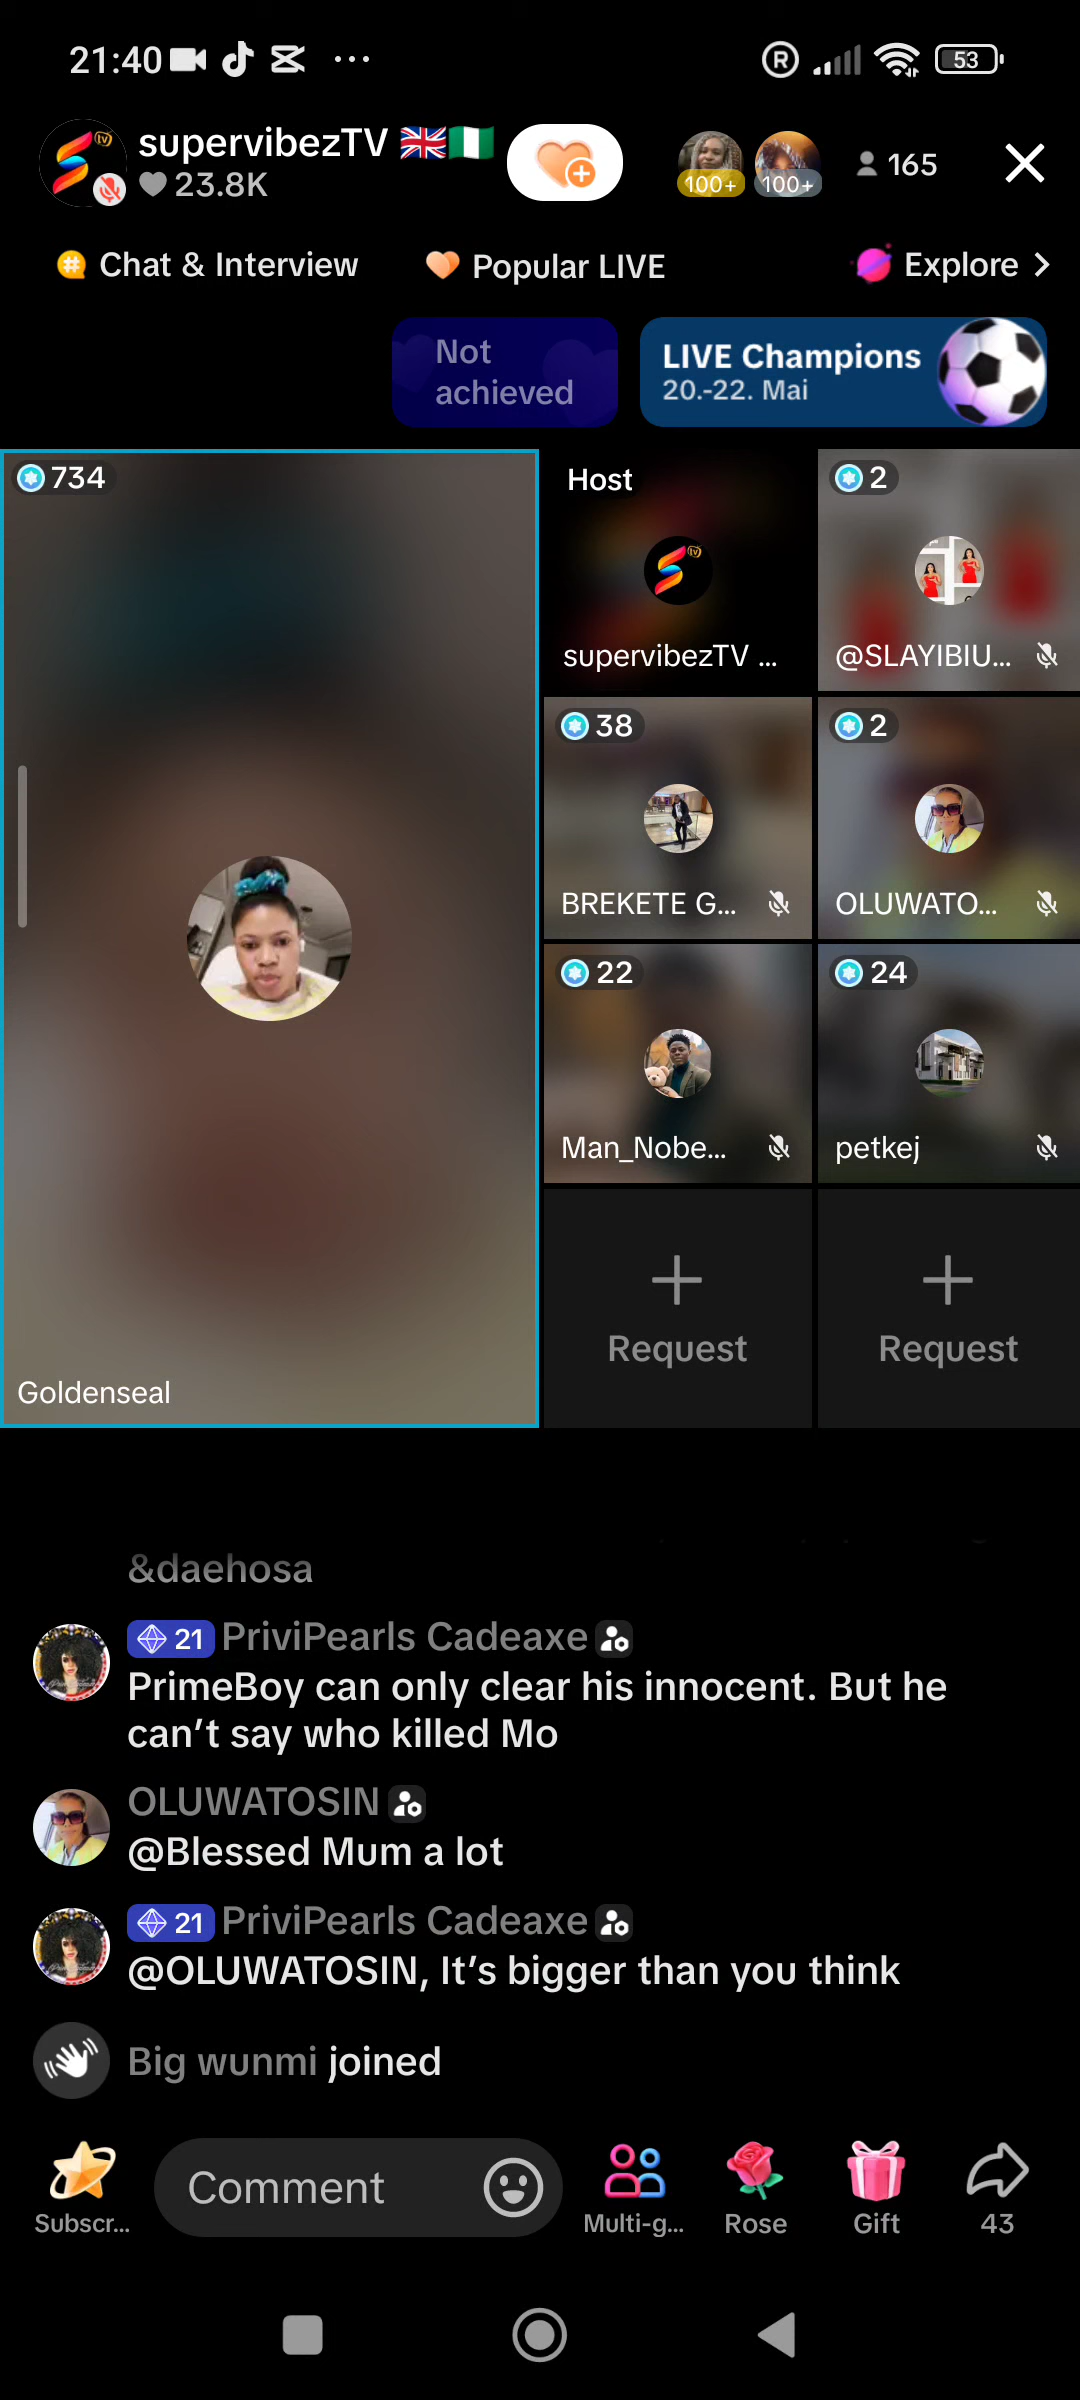 21:40
53
supervibezTV 🇬🇧🇳🇬
23.8K
100+
100+
165
Chat & Interview
Popular LIVE
Explore
Not
achieved
LIVE Champions
20.-22. Mai
734
Host
2
supervibezTV ...
@SLAYIBIU...
38
2
BREKETE G...
OLUWATO...
22
24
Man_Nobe...
petkej
Request
Request
Goldenseal
&daehosa
21 PriviPearls Cadeaxe
PrimeBoy can only clear his innocent. But he
can’t say who killed Mo
OLUWATOSIN
@Blessed Mum a lot
21 PriviPearls Cadeaxe
@OLUWATOSIN, It’s bigger than you think
Big wunmi joined
Comment
Subscr...
Multi-g...
Rose
Gift
43